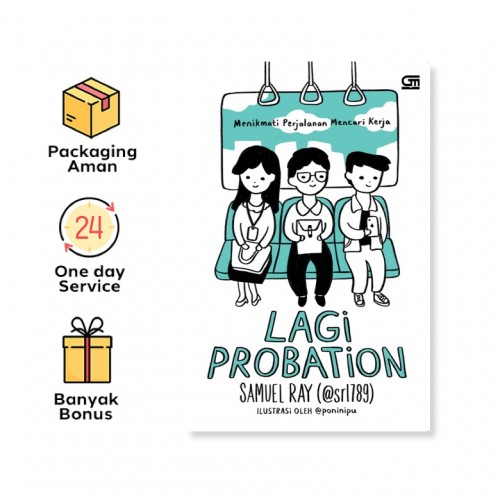 Packaging
Aman
24
One day
Service
Banyak
Bonus
GM
Menikmati Perjalanan Mencari Kerja
LAGi
PROBATiON
SAMUEL RAY (@sr1789)
ILUSTRASI OLEH @poninipu